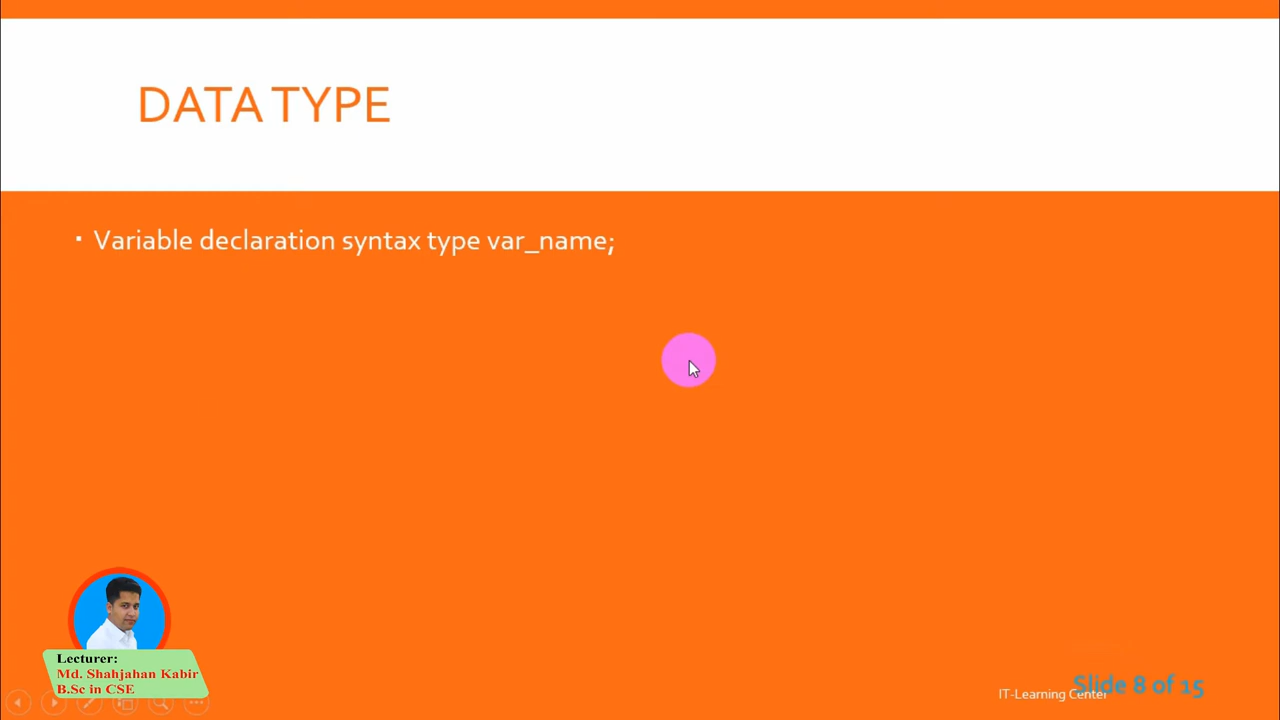 DATA TYPE
▪ Variable declaration syntax type var_name;
Lecturer:
Md. Shahjahan Kabir
B.Sc in CSE
IT-Learning Center
Slide 8 of 15